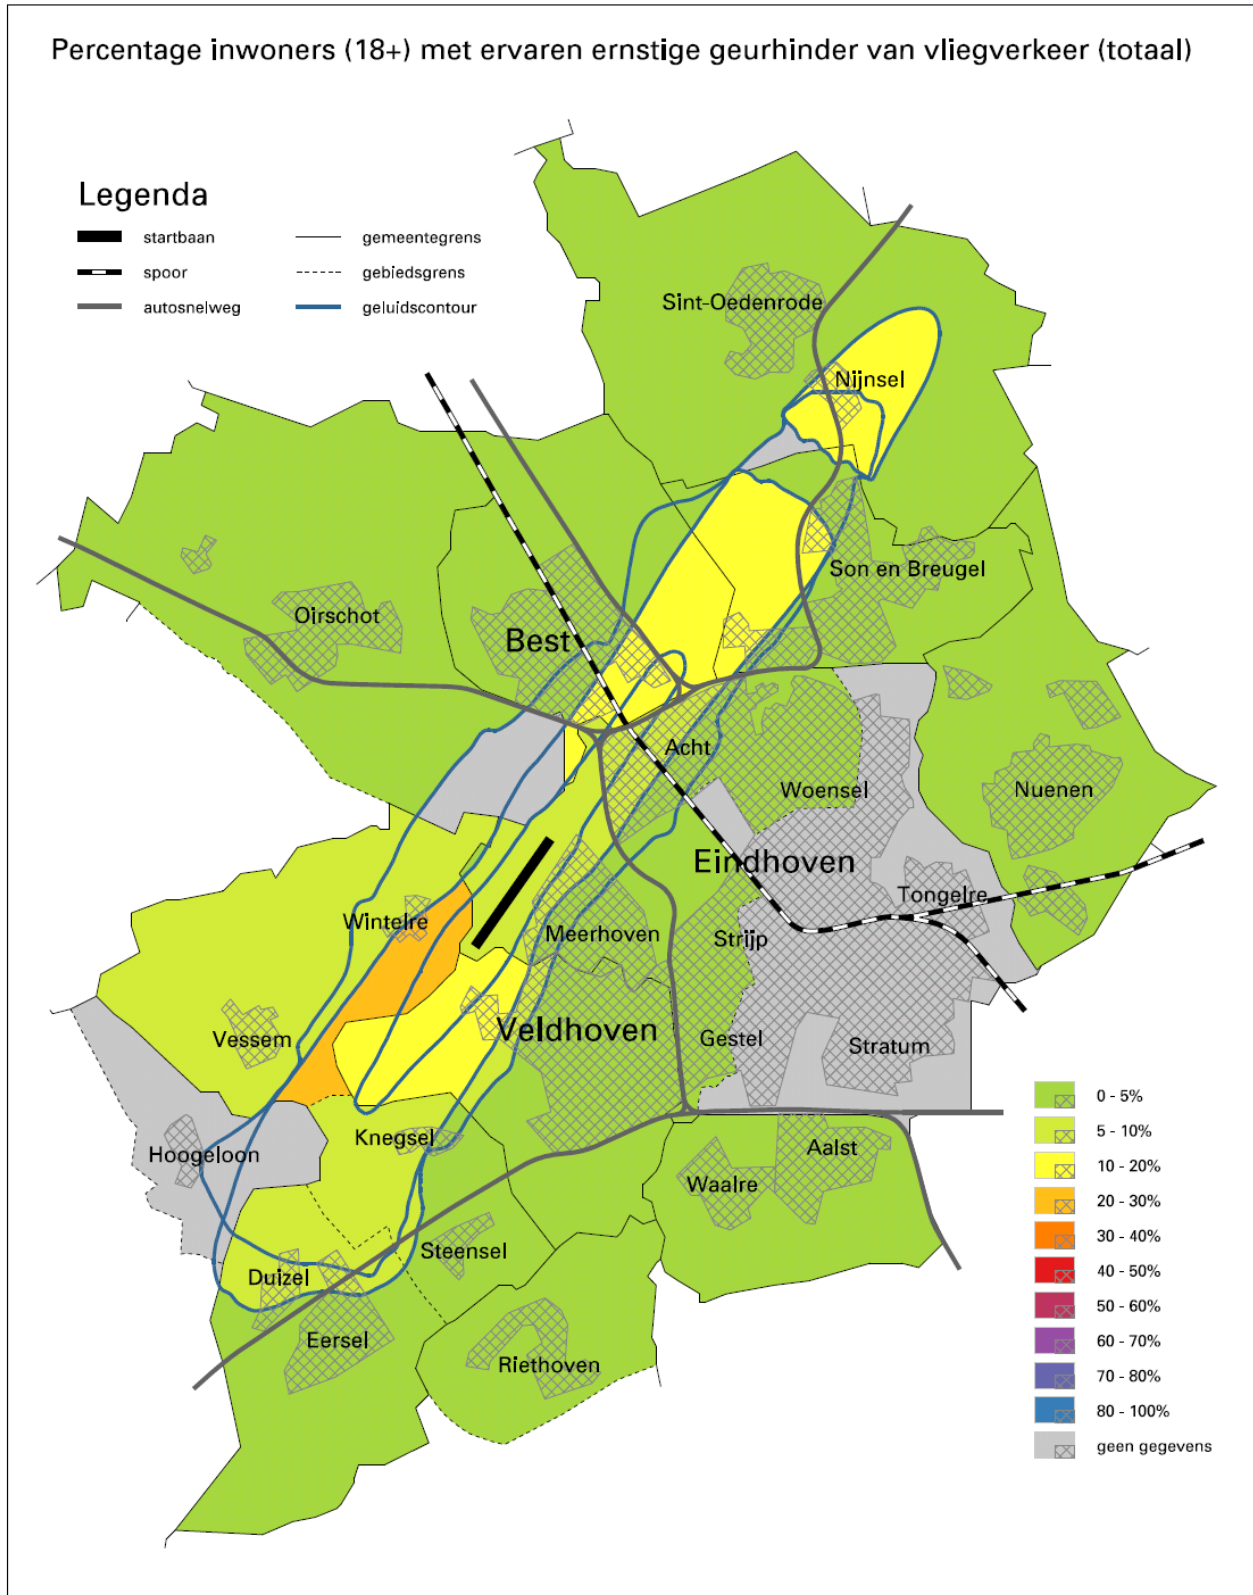 Percentage inwoners (18+) met ervaren ernstige geurhinder van vliegverkeer (totaal)
Legenda
startbaan
gemeentegrens
spoor
gebiedsgrens
autosnelweg
geluidscontour
Sint-Oedenrode
Nijnsel
Son en Breugel
Oirschot
Best
Acht
Woensel
Nuenen
Eindhoven
Tongelre
Wintelre
Meerhoven
Strijp
Vessem
Veldhoven
Gestel
Stratum
Knegsel
Hoogeloon
Aalst
Waalre
Steensel
Duizel
Eersel
Riethoven
0 - 5%
5 - 10%
10 - 20%
20 - 30%
30 - 40%
40 - 50%
50 - 60%
60 - 70%
70 - 80%
80 - 100%
geen gegevens